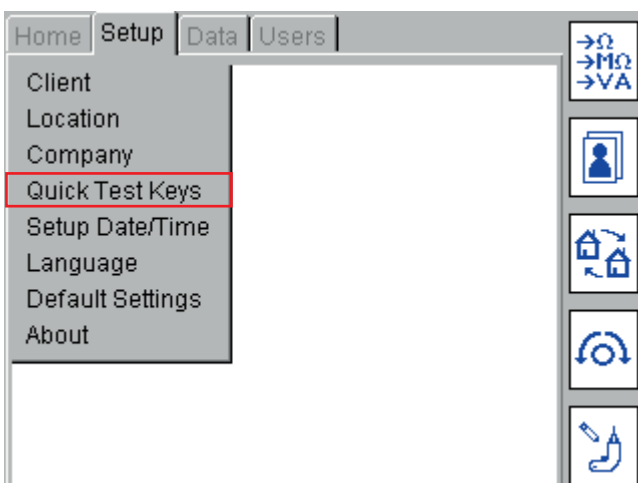 Home Setup Data Users
Client
Location
Company
Quick Test Keys
Setup Date/Time
Language
Default Settings
About
→Ω
→MΩ
→VA